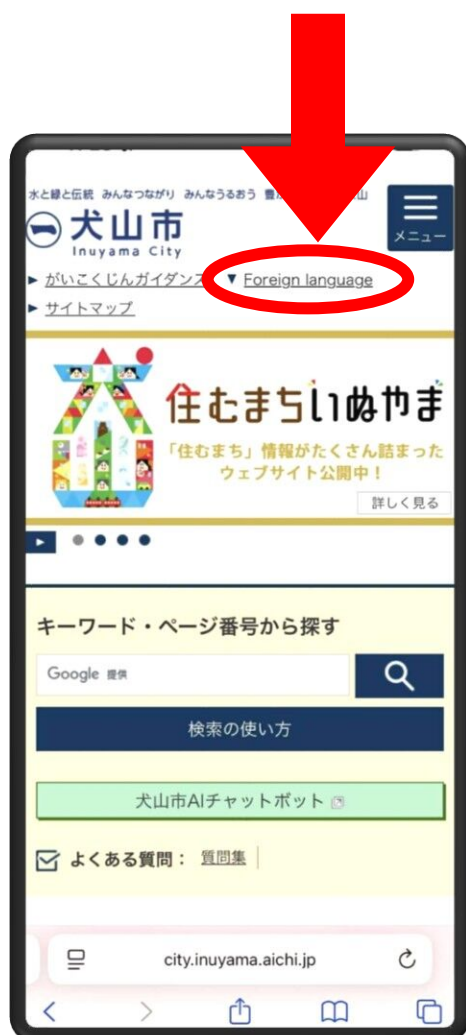 水と緑と伝統 みんなつながり みんなうるおう 豊
山
犬山市
Inuyama City
メニュー
▶ がいこくじんガイダンス ▼ Foreign language
▶ サイトマップ
住むまちいぬやま
「住むまち」情報がたくさん詰まった
ウェブサイト公開中！
詳しく見る
キーワード・ページ番号から探す
Google 提供
検索の使い方
犬山市AIチャットボット
よくある質問： 質問集
city.inuyama.aichi.jp